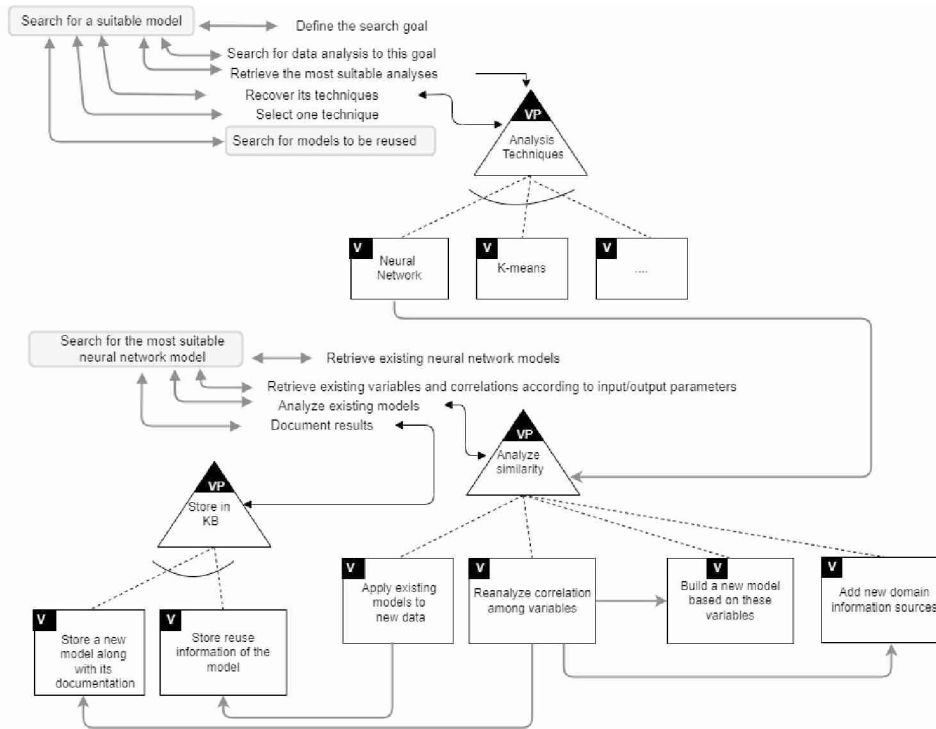 Search for a suitable model
Define the search goal
Search for data analysis to this goal
Retrieve the most suitable analyses
Recover its techniques
Select one technique
Search for models to be reused
VP
Analysis
Techniques
V
Neural
Network
V
K-means
V
....
Search for the most suitable
neural network model
Retrieve existing neural network models
Retrieve existing variables and correlations according to input/output parameters
Analyze existing models
Document results
VP
Analyze
similarity
VP
Store in
KB
V
Apply existing
models to
new data
V
Reanalyze correlation
among variables
V
Build a new model
based on these
variables
V
Add new domain
information sources
V
Store a new
model along
with its
documentation
V
Store reuse
information of the
model